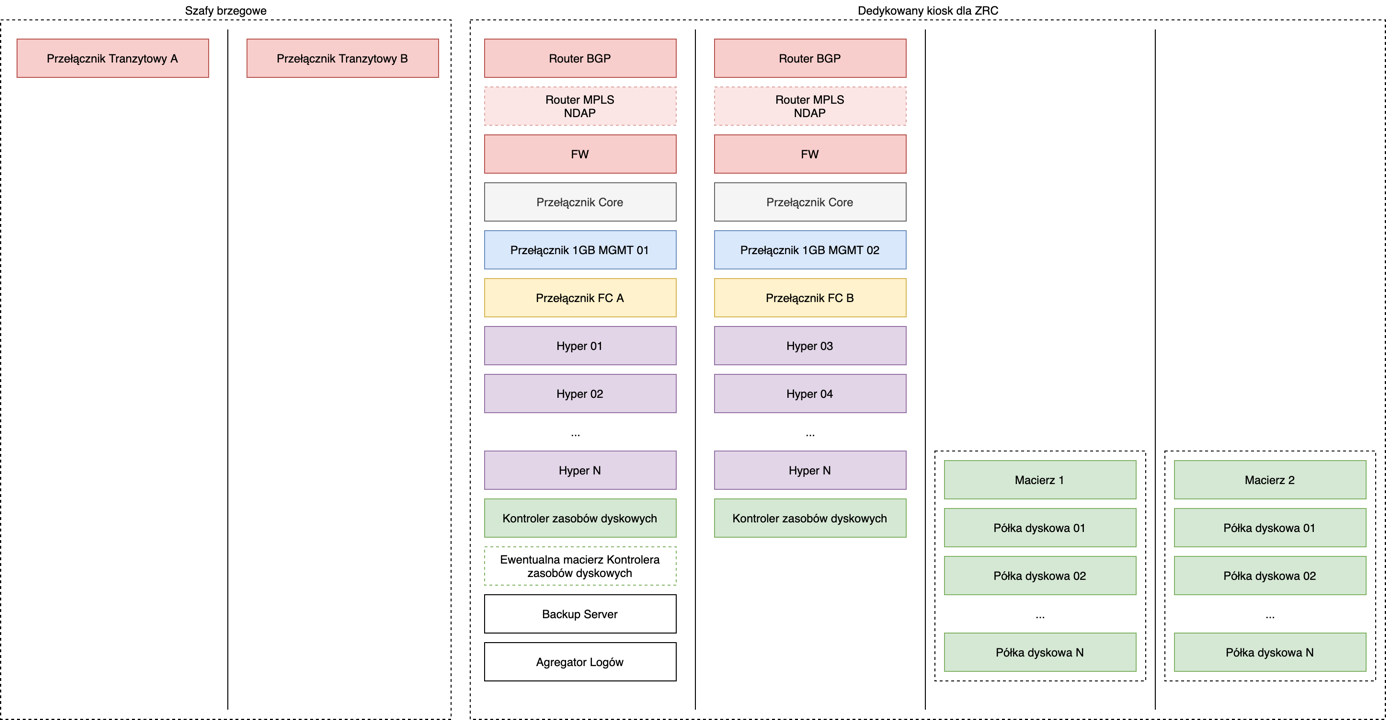 Szafy brzegowe
Dedykowany kiosk dla ZRC
Przełącznik Tranzytowy A
Przełącznik Tranzytowy B
Router BGP
Router MPLS
NDAP
FW
Przełącznik Core
Przełącznik 1GB MGMT 01
Przełącznik FC A
Hyper 01
Hyper 02
...
Hyper N
Kontroler zasobów dyskowych
Ewentualna macierz Kontrolera
zasobów dyskowych
Backup Server
Agregator Logów
Router BGP
Router MPLS
NDAP
FW
Przełącznik Core
Przełącznik 1GB MGMT 02
Przełącznik FC B
Hyper 03
Hyper 04
...
Hyper N
Kontroler zasobów dyskowych
Macierz 1
Półka dyskowa 01
Półka dyskowa 02
...
Półka dyskowa N
Macierz 2
Półka dyskowa 01
Półka dyskowa 02
...
Półka dyskowa N